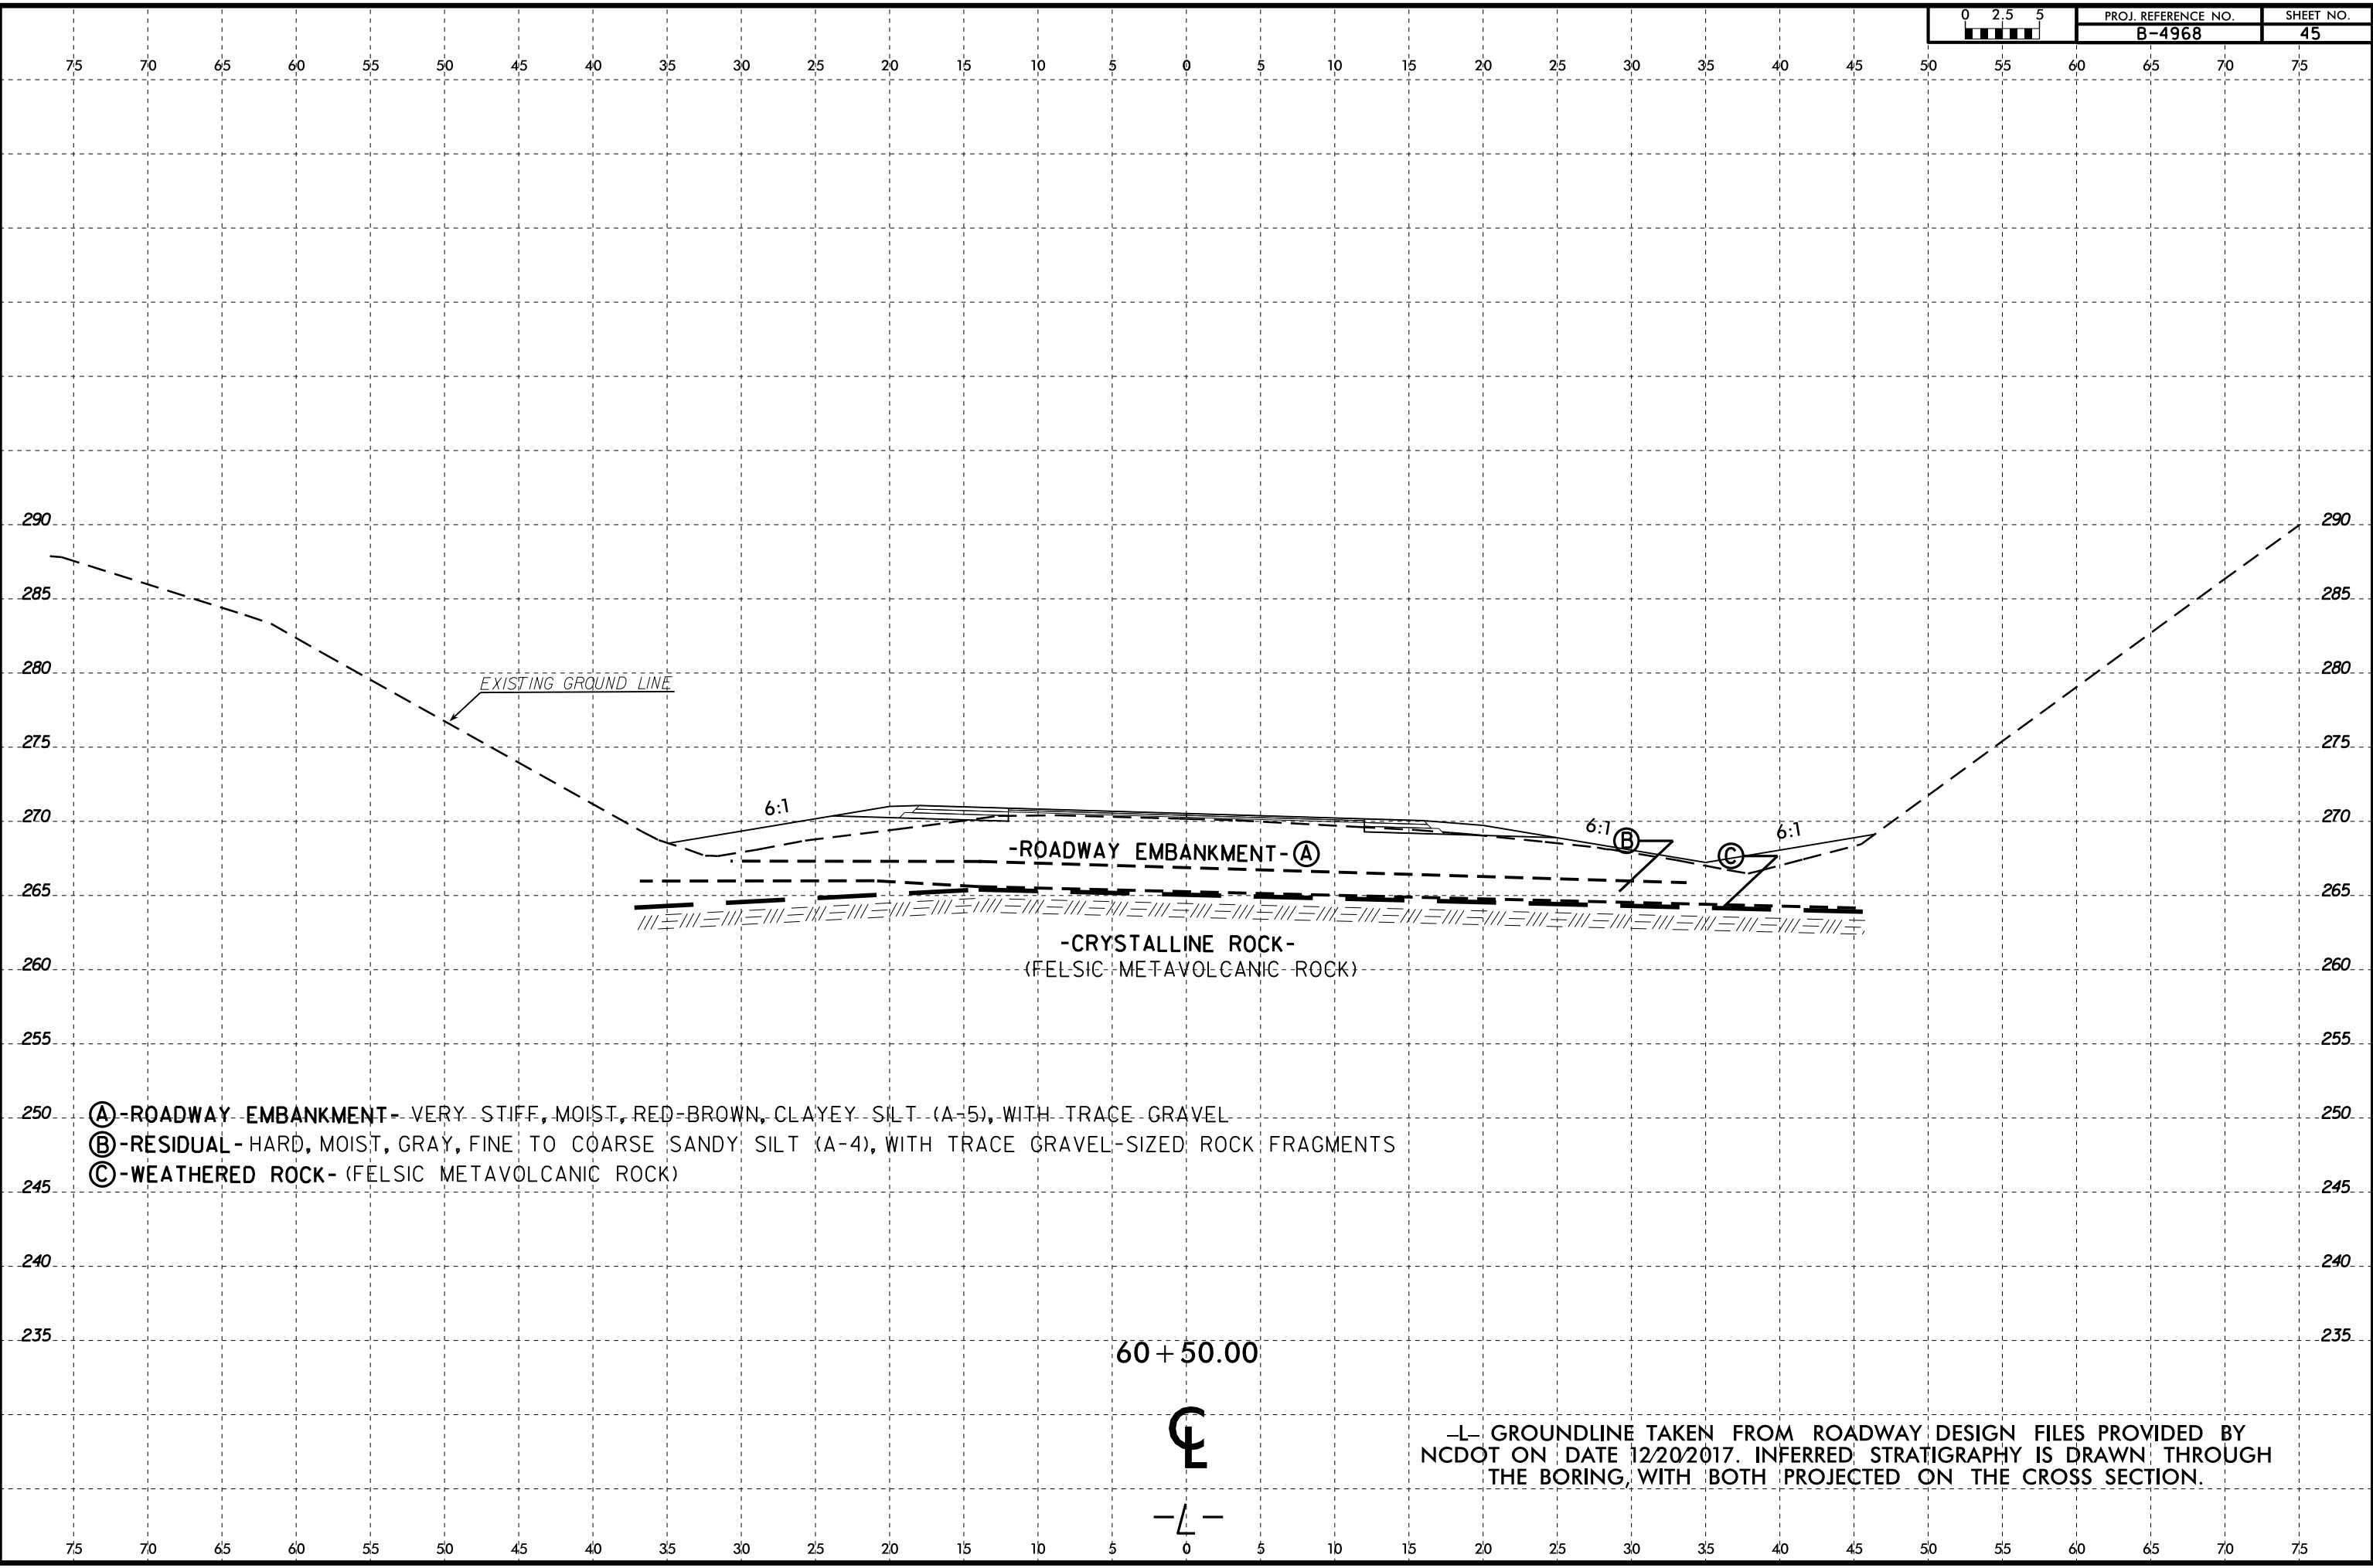 0 2.5 5
PROJ. REFERENCE NO. SHEET NO.
B-4968 45
75 70 65 60 55 50 45 40 35 30 25 20 15 10 5 0 5 10 15 20 25 30 35 40 45 50 55 60 65 70 75
290 290
285 285
280 280
EXISTING GROUND LINE
275 275
270 270
6:1 6:1 B 6:1
-ROADWAY EMBANKMENT- A C
265 265
-CRYSTALLINE ROCK-
260 260
(FELSIC METAVOLCANIC ROCK)
255 255
250 250
A -ROADWAY EMBANKMENT- VERY STIFF, MOIST, RED-BROWN, CLAYEY SILT (A-5), WITH TRACE GRAVEL
B -RESIDUAL- HARD, MOIST, GRAY, FINE TO COARSE SANDY SILT (A-4), WITH TRACE GRAVEL-SIZED ROCK FRAGMENTS
C -WEATHERED ROCK- (FELSIC METAVOLCANIC ROCK)
245 245
240 240
235 235
60+50.00
℄
-L- GROUNDLINE TAKEN FROM ROADWAY DESIGN FILES PROVIDED BY
NCDOT ON DATE 12/20/2017. INFERRED STRATIGRAPHY IS DRAWN THROUGH
THE BORING, WITH BOTH PROJECTED ON THE CROSS SECTION.
-L-
75 70 65 60 55 50 45 40 35 30 25 20 15 10 5 0 5 10 15 20 25 30 35 40 45 50 55 60 65 70 75